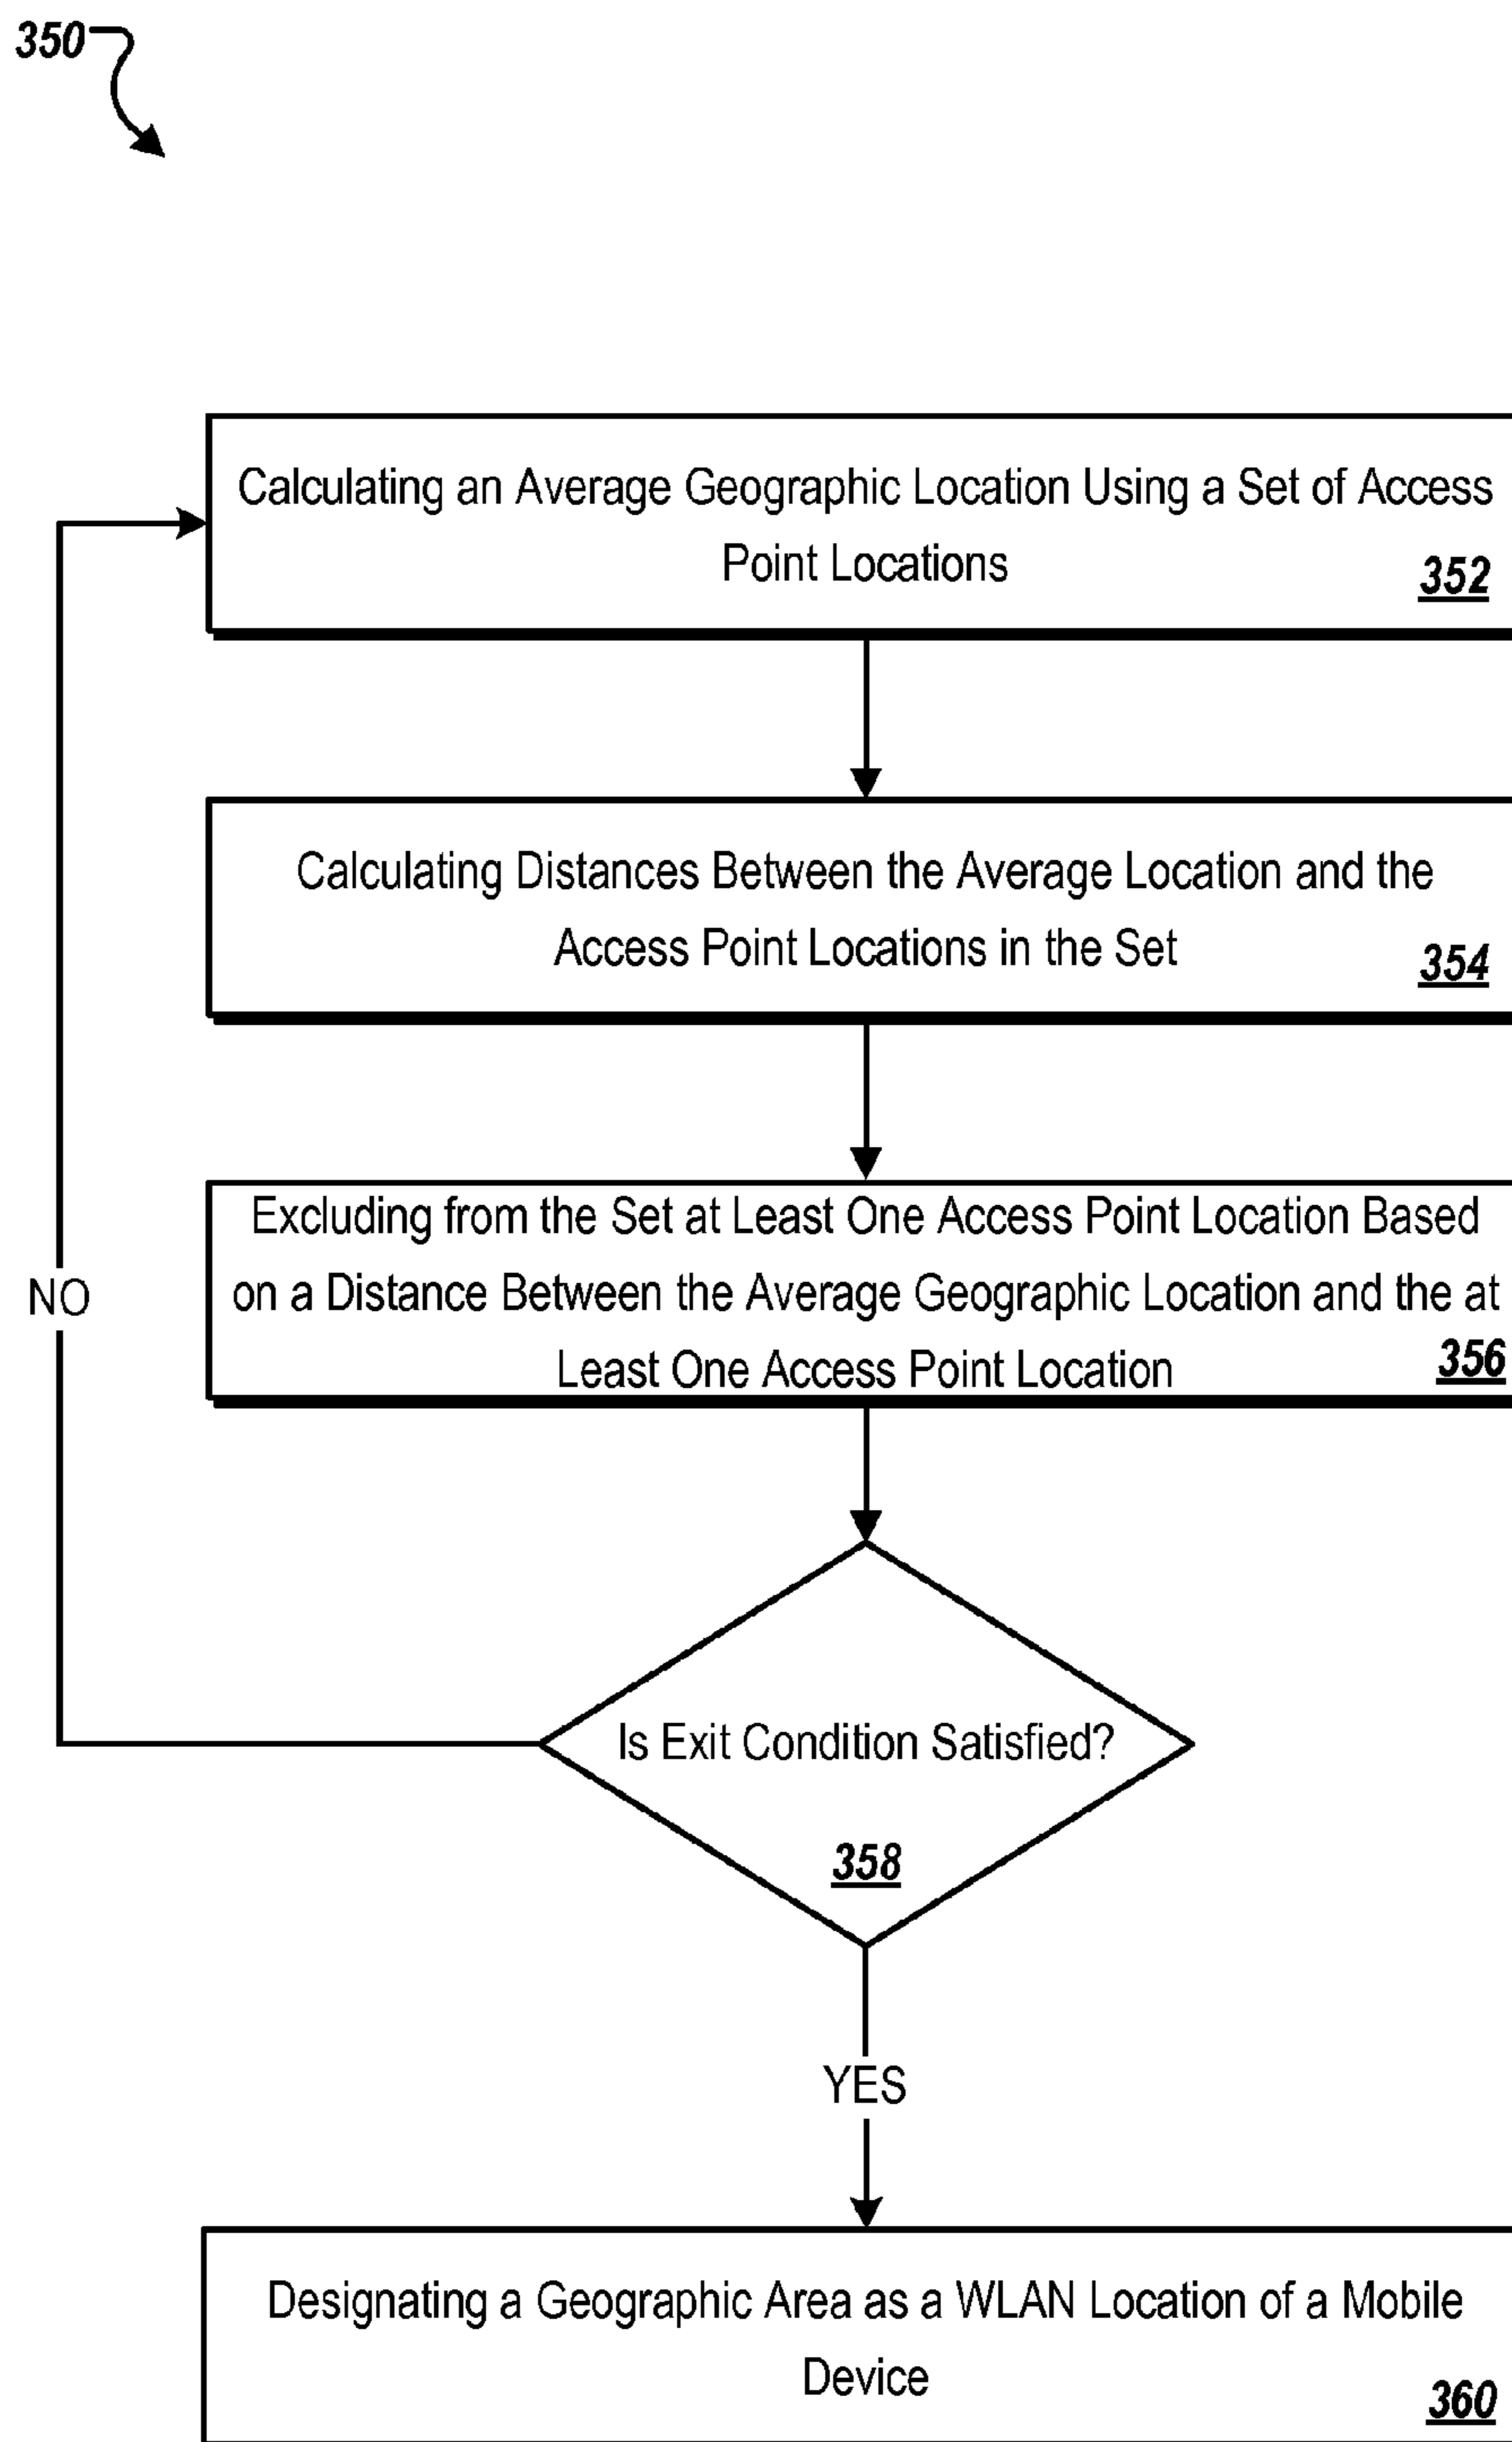 350
Calculating an Average Geographic Location Using a Set of Access
Point Locations
352
Calculating Distances Between the Average Location and the
Access Point Locations in the Set
354
Excluding from the Set at Least One Access Point Location Based
on a Distance Between the Average Geographic Location and the at
Least One Access Point Location
356
NO
Is Exit Condition Satisfied?
358
YES
Designating a Geographic Area as a WLAN Location of a Mobile
Device
360